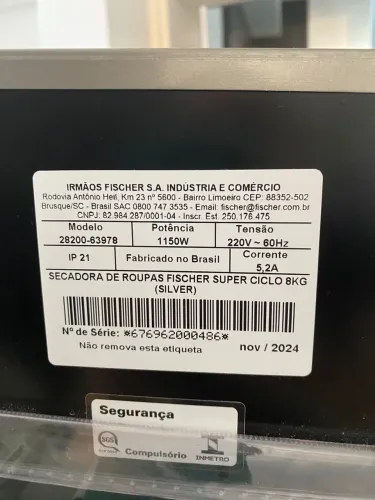 IRMÃOS FISCHER S.A. INDÚSTRIA E COMÉRCIO
Rodovia Antônio Heil, Km 23 nº 5600 - Bairro Limoeiro CEP: 88352-502
Brusque/SC - Brasil SAC 0800 747 3535 - Email: fischer@fischer.com.br
CNPJ: 82.984.287/0001-04 - Inscr. Est. 250.176.475
Modelo Potência Tensão
28200-63978 1150W 220V ~ 60Hz
IP 21 Fabricado no Brasil Corrente
5,2A
SECADORA DE ROUPAS FISCHER SUPER CICLO 8KG
(SILVER)
Nº de Série: *676962000486*
Não remova esta etiqueta nov / 2024
Segurança
SGS
Compulsório INMETRO